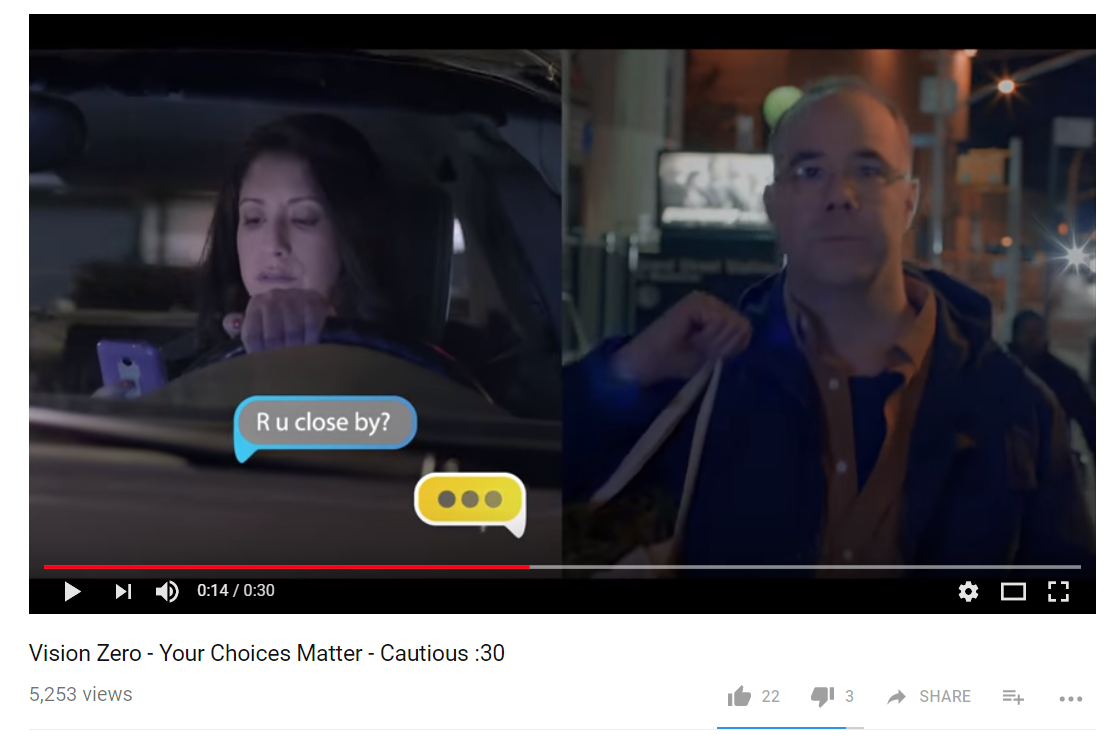 R u close by?
0:14 / 0:30
Vision Zero - Your Choices Matter - Cautious :30
5,253 views
22
3
SHARE